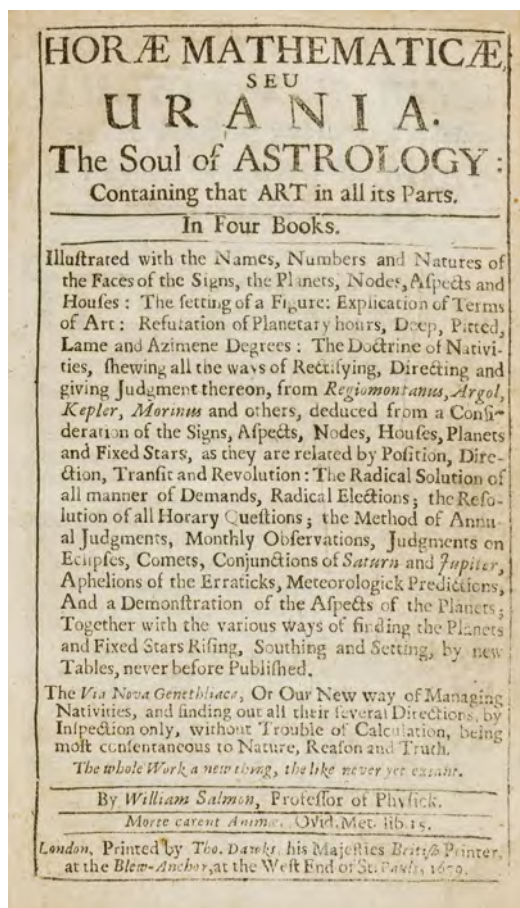 HORÆ MATHEMATICÆ,
SEU
URANIA.
The Soul of ASTROLOGY:
Containing that ART in all its Parts.
In Four Books.
Illuſtrated with the Names, Numbers and Natures of
the Faces of the Signs, the Planets, Nodes, Aſpects and
Houſes: The ſetting of a Figure: Explication of Terms
of Art: Refutation of Planetary hours, Deep, Pitted,
Lame and Azimene Degrees: The Doctrine of Nativi-
ties, ſhewing all the ways of Rectifying, Directing and
giving Judgment thereon, from Regiomontanus, Argol,
Kepler, Morinus and others, deduced from a Conſi-
deration of the Signs, Aſpects, Nodes, Houſes, Planets
and Fixed Stars, as they are related by Poſition, Dire-
ction, Tranſit and Revolution: The Radical Solution of
all manner of Demands, Radical Elections; the Reſo-
lution of all Horary Queſtions; the Method of Annu-
al Judgments, Monthly Obſervations, Judgments on
Eclipſes, Comets, Conjunctions of Saturn and Jupiter,
Aphelions of the Erraticks, Meteorologick Predictions,
And a Demonſtration of the Aſpects of the Planets;
Together with the various ways of finding the Planets
and Fixed Stars Riſing, Southing and Setting, by new
Tables, never before Publiſhed.
The Via Nova Genethliaca, Or Our New way of Managing
Nativities, and finding out all their ſeveral Directions, by
Inſpection only, without Trouble of Calculation, being
moſt conſentaneous to Nature, Reaſon and Truth.
The whole Work a new thing, the like never yet extant.
By William Salmon, Profeſſor of Phyſick.
Morte carent Animæ. Ovid. Met. lib. 15.
London, Printed by Tho. Dawks, his Majeſties Britiſh Printer,
at the Blew-Anchor, at the Weſt End of St. Pauls, 1679.